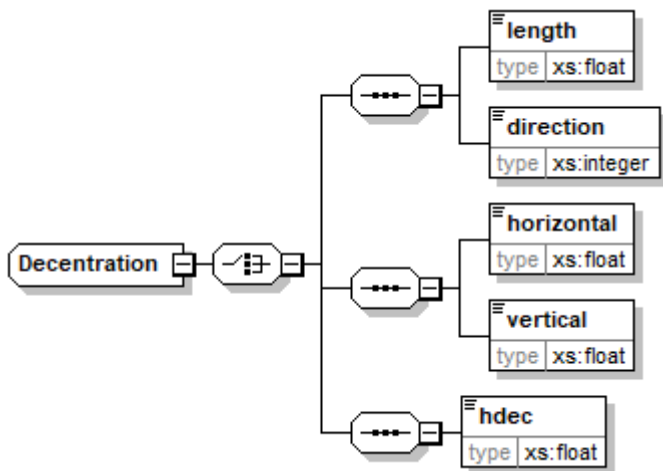 length
type xs:float
direction
type xs:integer
horizontal
type xs:float
Decentration
vertical
type xs:float
hdec
type xs:float